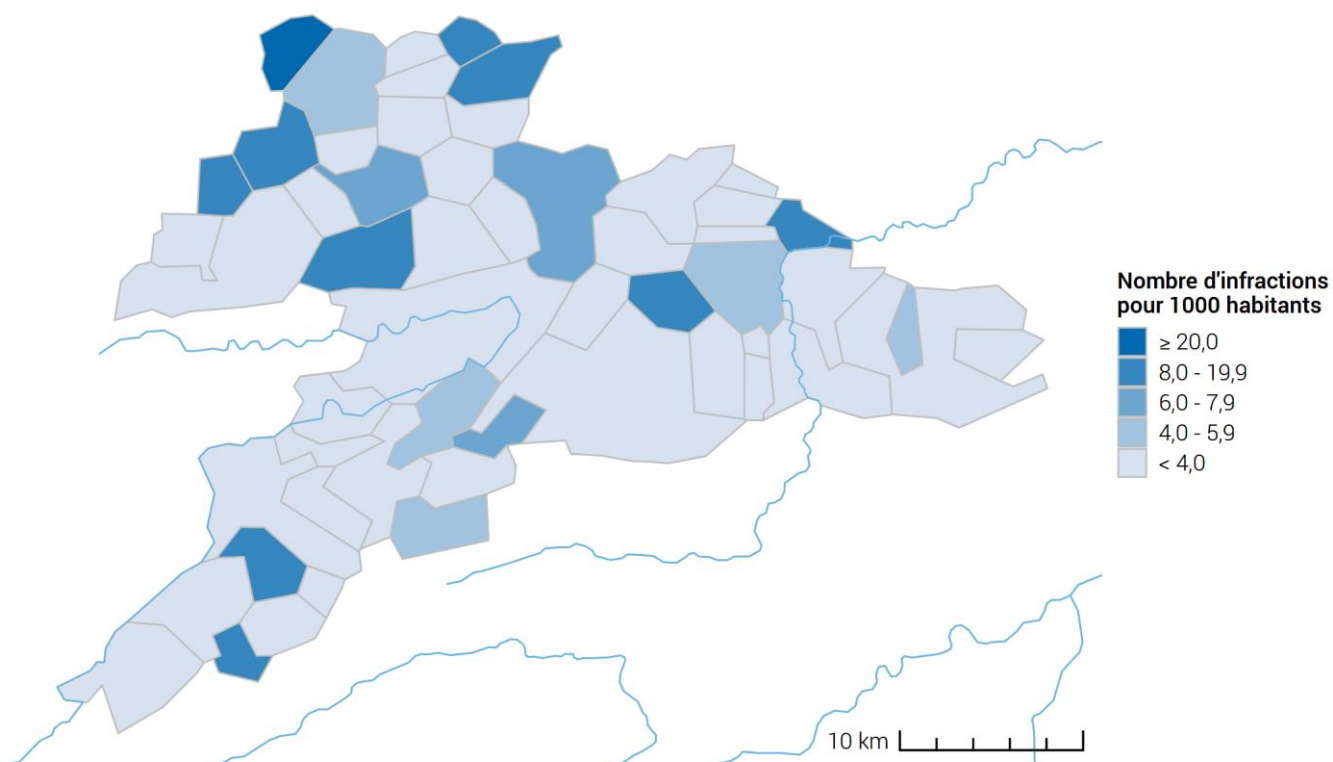 Nombre d'infractions
pour 1000 habitants
≥ 20,0
8,0 - 19,9
6,0 - 7,9
4,0 - 5,9
< 4,0
10 km